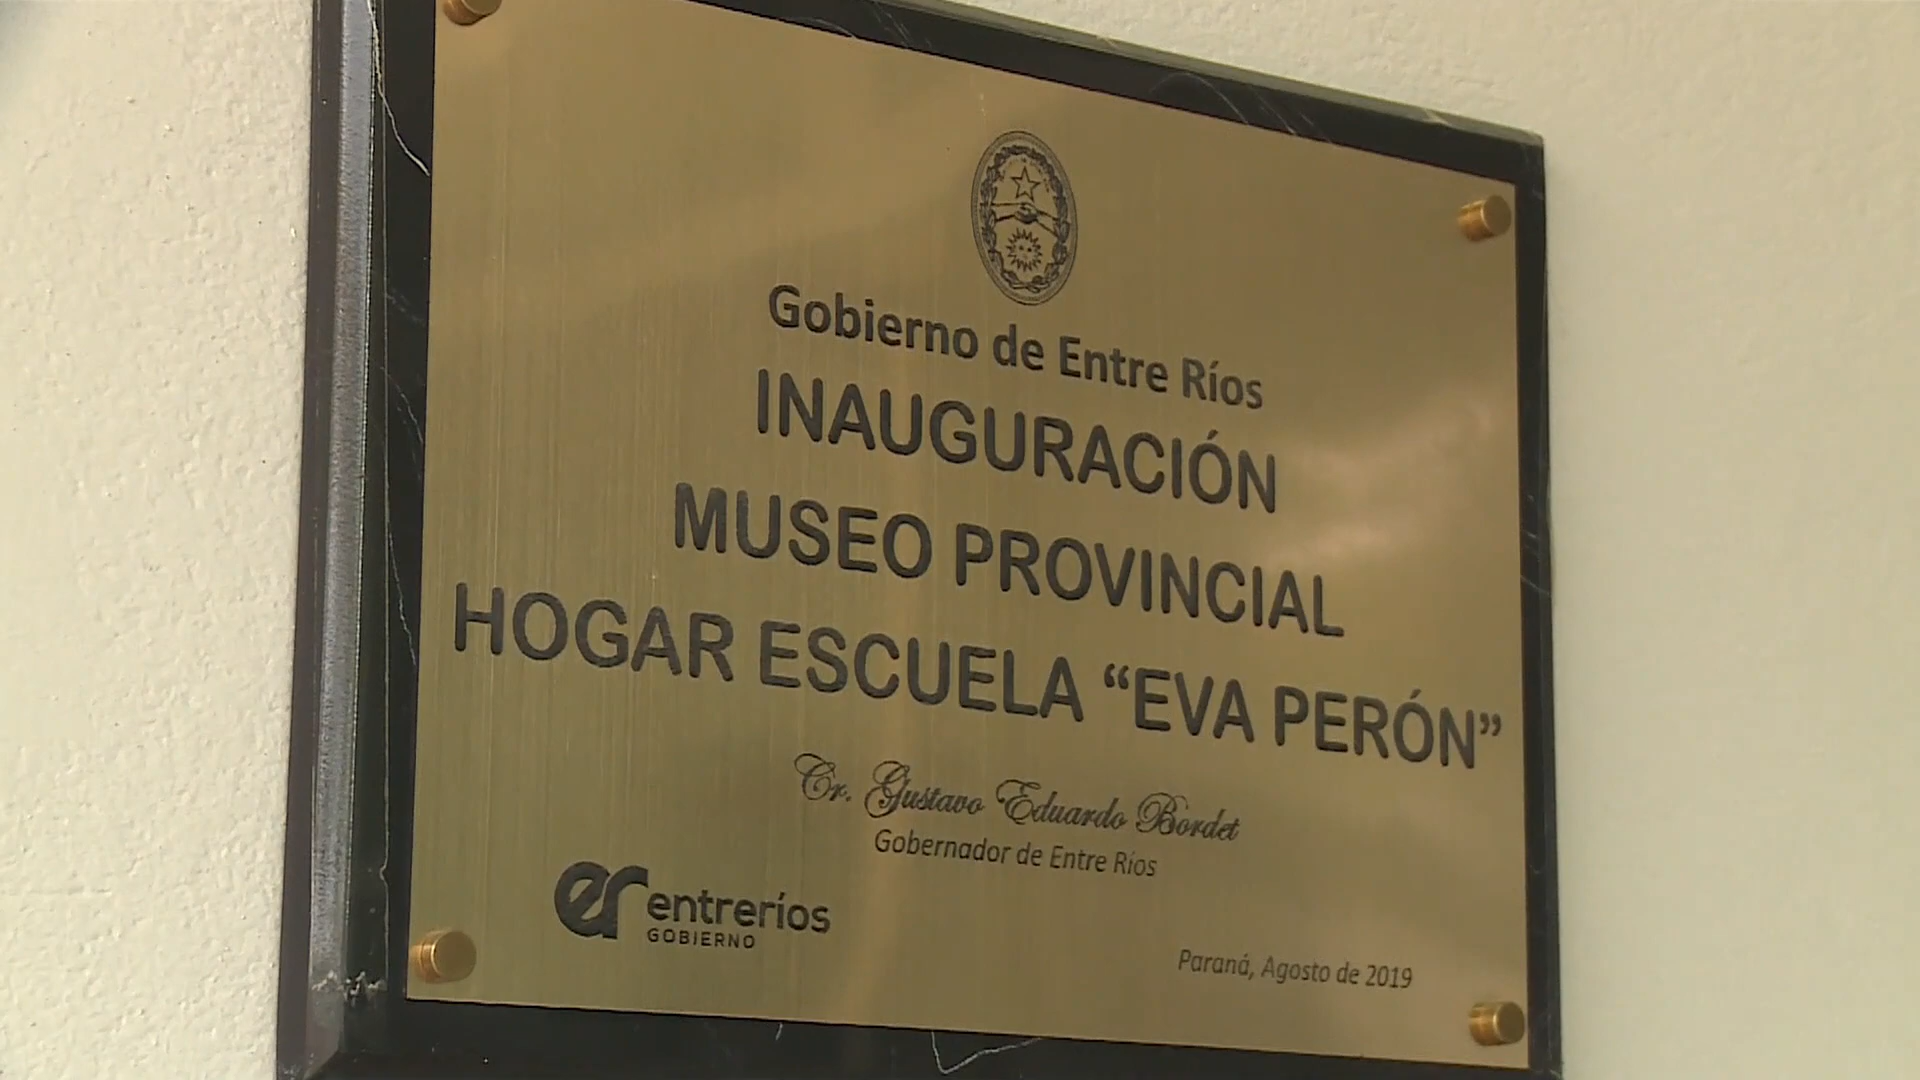 Gobierno de Entre Ríos
INAUGURACIÓN
MUSEO PROVINCIAL
HOGAR ESCUELA “EVA PERÓN”
Cr. Gustavo Eduardo Bordet
Gobernador de Entre Ríos
er entreríos
GOBIERNO
Paraná, Agosto de 2019